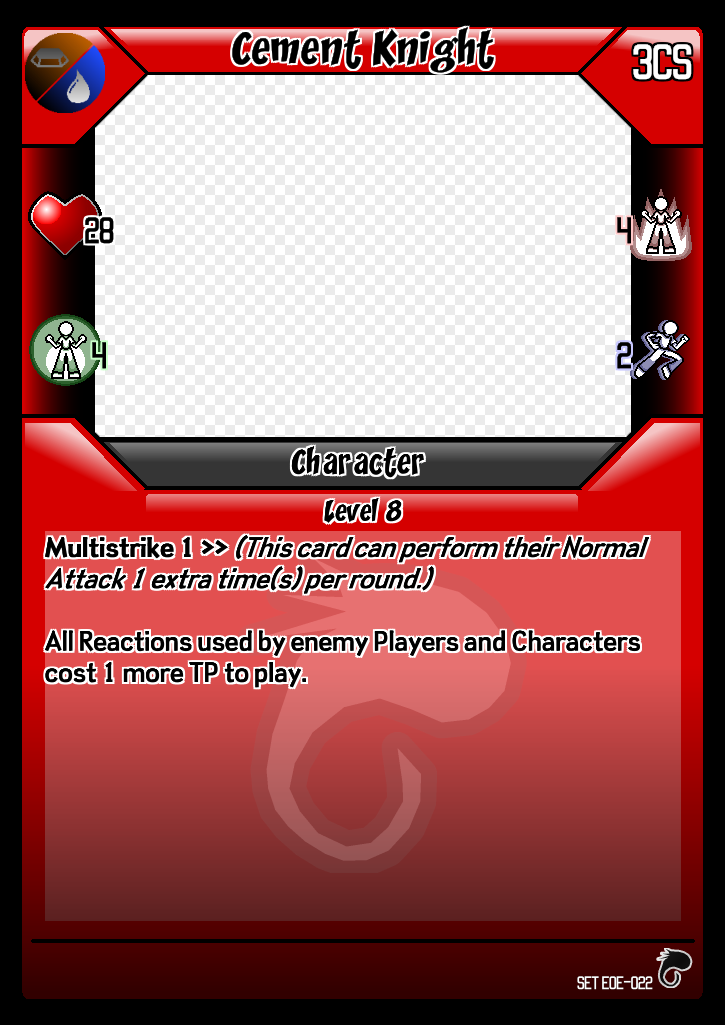 Cement Knight
3CS
28
4
4
2
Character
Level 8
Multistrike 1 >> (This card can perform their Normal
Attack 1 extra time(s) per round.)
All Reactions used by enemy Players and Characters
cost 1 more TP to play.
SET EOE-022